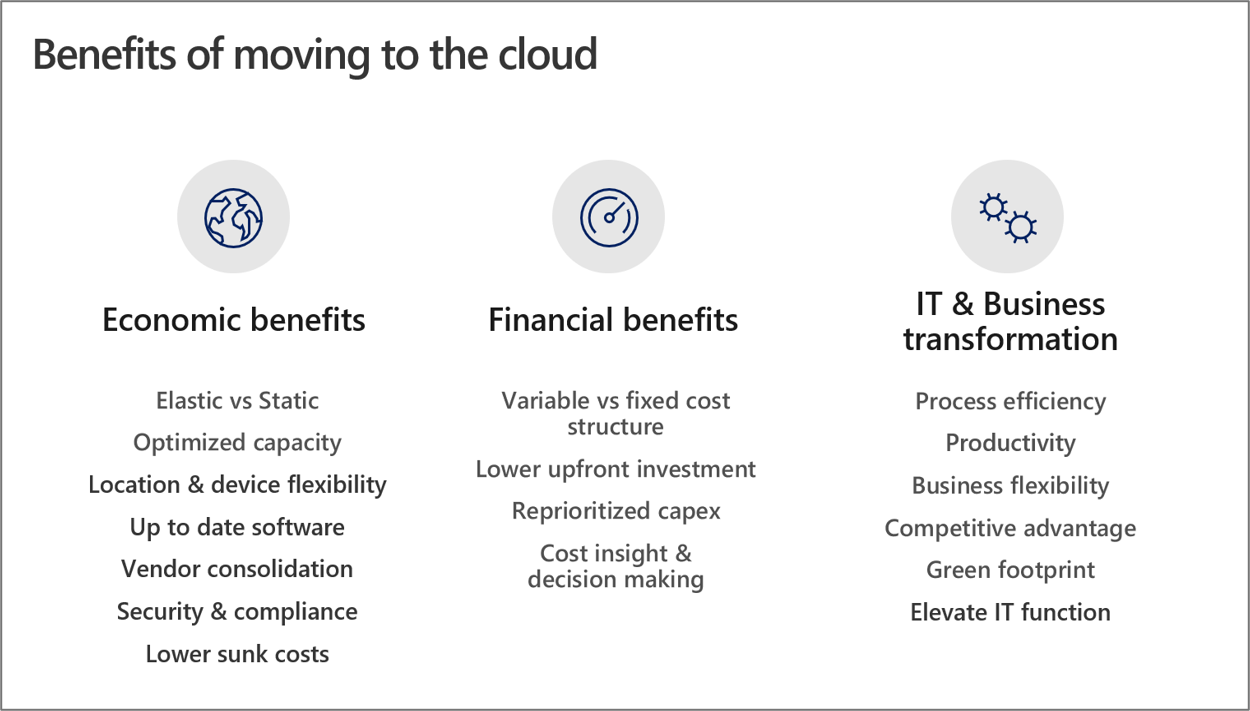 Benefits of moving to the cloud
Economic benefits
Elastic vs Static
Optimized capacity
Location & device flexibility
Up to date software
Vendor consolidation
Security & compliance
Lower sunk costs
Financial benefits
Variable vs fixed cost
structure
Lower upfront investment
Reprioritized capex
Cost insight &
decision making
IT & Business
transformation
Process efficiency
Productivity
Business flexibility
Competitive advantage
Green footprint
Elevate IT function